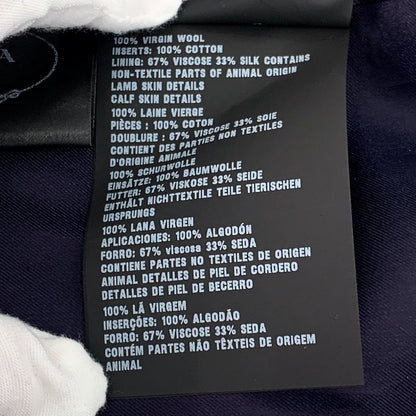 100% VIRGIN WOOL
INSERTS: 100% COTTON
LINING: 67% VISCOSE 33% SILK CONTAINS
NON-TEXTILE PARTS OF ANIMAL ORIGIN
LAMB SKIN DETAILS
CALF SKIN DETAILS
100% LAINE VIERGE
PIÈCES : 100% COTON
DOUBLURE : 67% VISCOSE 33% SOIE
CONTIENT DES PARTIES NON TEXTILES
D'ORIGINE ANIMALE
100% SCHURWOLLE
EINSÄTZE: 100% BAUMWOLLE
FUTTER: 67% VISKOSE 33% SEIDE
ENTHÄLT NICHTTEXTILE TEILE TIERISCHEN
URSPRUNGS
100% LANA VIRGEN
APLICACIONES: 100% ALGODÓN
FORRO: 67% viscosa 33% SEDA
CONTIENE PARTES NO TEXTILES DE ORIGEN
ANIMAL DETALLES DE PIEL DE CORDERO
DETALLES DE PIEL DE BECERRO
100% LÃ VIRGEM
INSERÇÕES: 100% ALGODÃO
FORRO: 67% VISCOSE 33% SEDA
CONTÉM PARTES NÃO TÊXTEIS DE ORIGEM
ANIMAL